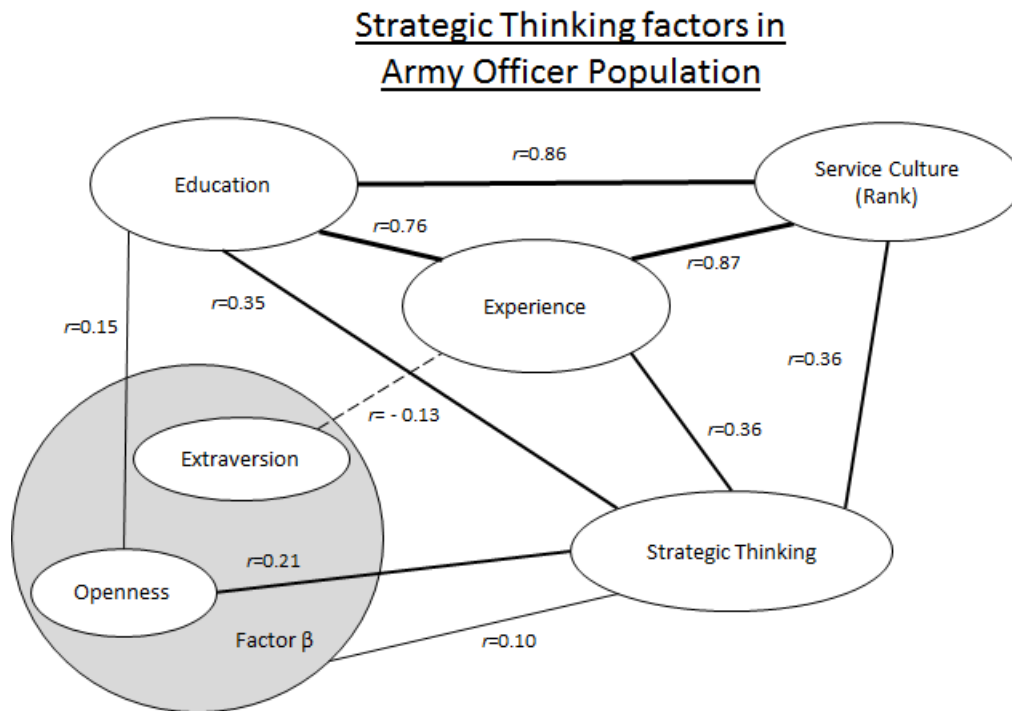 Strategic Thinking factors in
Army Officer Population
r=0.86
Education
Service Culture
(Rank)
r=0.76
r=0.87
r=0.35
Experience
r=0.15
r=0.36
r= - 0.13
r=0.36
Extraversion
Strategic Thinking
r=0.21
Openness
Factor β
r=0.10